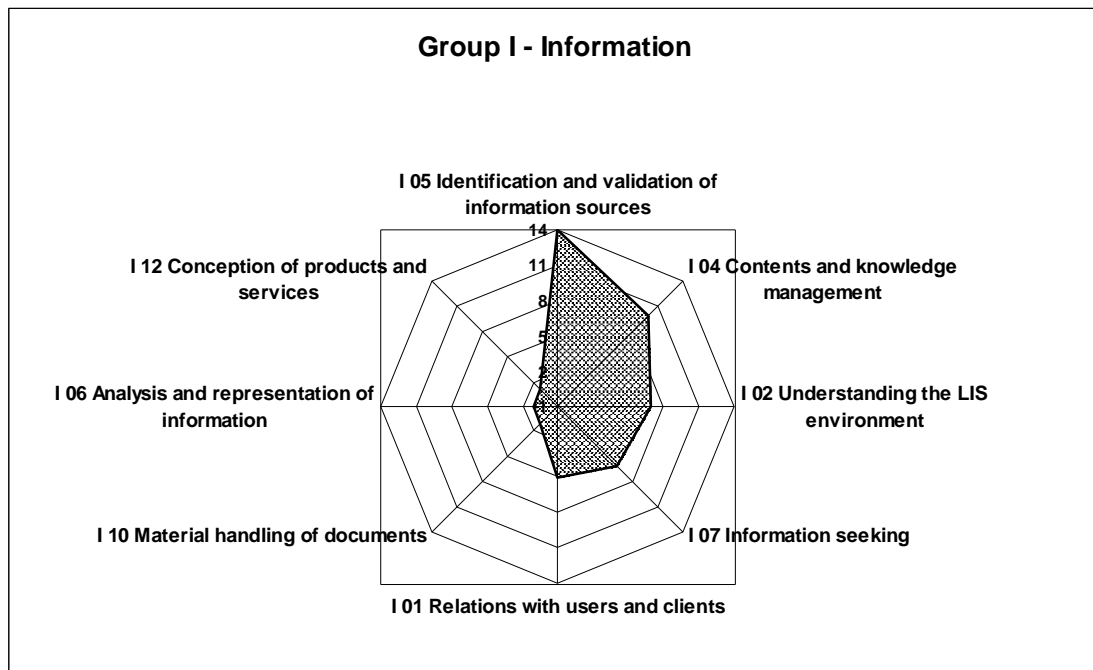 Group I - Information
I 05 Identification and validation of
information sources
14
I 12 Conception of products and
services
11
I 04 Contents and knowledge
management
8
5
2
I 06 Analysis and representation of
information
-1
I 02 Understanding the LIS
environment
I 10 Material handling of documents
I 07 Information seeking
I 01 Relations with users and clients